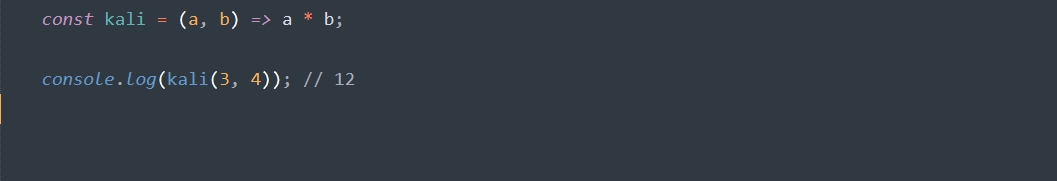 const kali = (a, b) => a * b;
console.log(kali(3, 4)); // 12